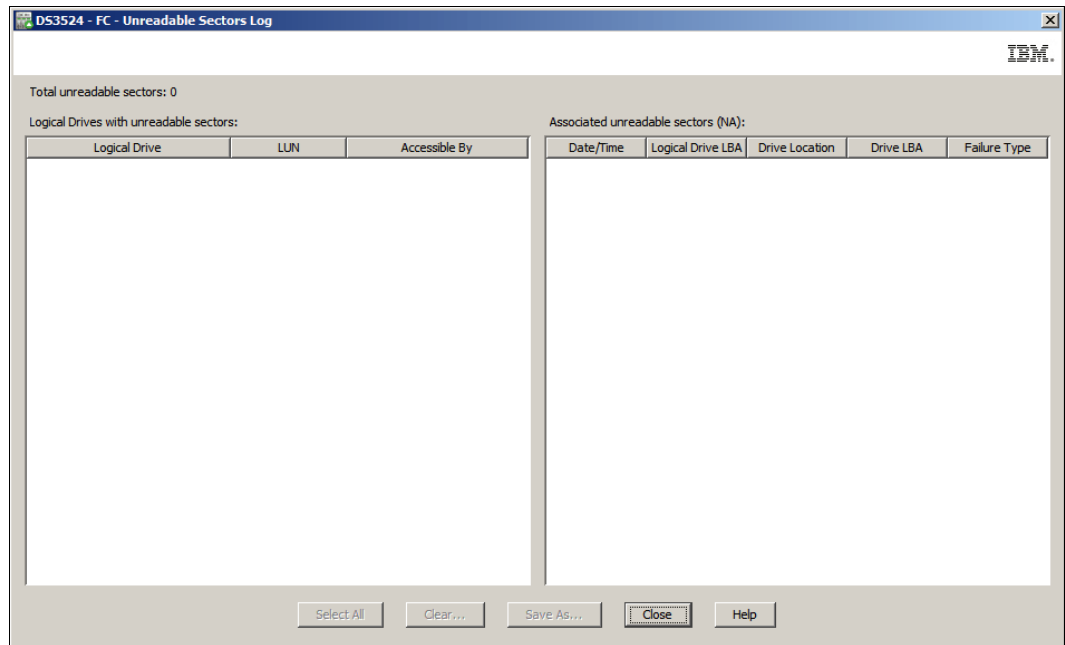 DS3524 - FC - Unreadable Sectors Log
IBM.
Total unreadable sectors: 0
Logical Drives with unreadable sectors:
Associated unreadable sectors (NA):
Logical Drive LUN Accessible By
Date/Time Logical Drive LBA Drive Location Drive LBA Failure Type
Select All Clear... Save As... Close Help